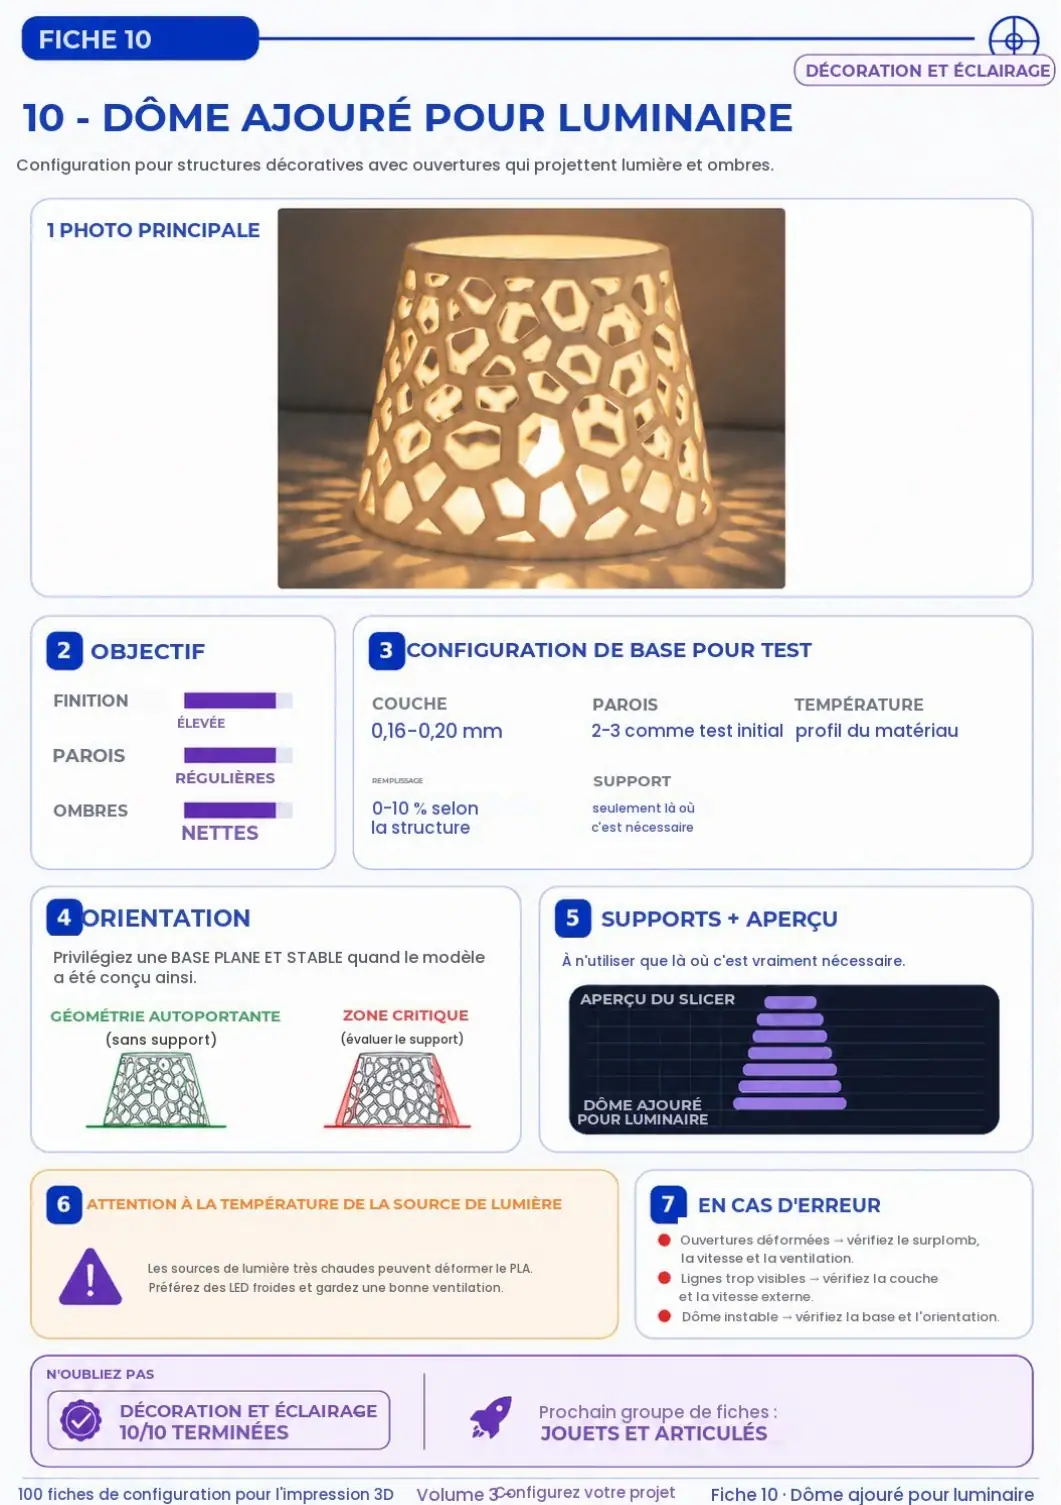 FICHE 10
DÉCORATION ET ÉCLAIRAGE
10 - DÔME AJOURÉ POUR LUMINAIRE
Configuration pour structures décoratives avec ouvertures qui projettent lumière et ombres.
1 PHOTO PRINCIPALE
2 OBJECTIF
FINITION
ÉLEVÉE
PAROIS
RÉGULIÈRES
OMBRES
NETTES
3 CONFIGURATION DE BASE POUR TEST
COUCHE
0,16-0,20 mm
PAROIS
2-3 comme test initial
TEMPÉRATURE
profil du matériau
REMPLISSAGE
0-10 % selon
la structure
SUPPORT
seulement là où
c'est nécessaire
4 ORIENTATION
Privilégiez une BASE PLANE ET STABLE quand le modèle
a été conçu ainsi.
GÉOMÉTRIE AUTOPORTANTE
(sans support)
ZONE CRITIQUE
(évaluer le support)
5 SUPPORTS + APERÇU
À n'utiliser que là où c'est vraiment nécessaire.
APERÇU DU SLICER
DÔME AJOURÉ
POUR LUMINAIRE
6 ATTENTION À LA TEMPÉRATURE DE LA SOURCE DE LUMIÈRE
Les sources de lumière très chaudes peuvent déformer le PLA.
Préférez des LED froides et gardez une bonne ventilation.
7 EN CAS D'ERREUR
Ouvertures déformées → vérifiez le surplomb,
la vitesse et la ventilation.
Lignes trop visibles → vérifiez la couche
et la vitesse externe.
Dôme instable → vérifiez la base et l'orientation.
N'OUBLIEZ PAS
DÉCORATION ET ÉCLAIRAGE
10/10 TERMINÉES
Prochain groupe de fiches :
JOUETS ET ARTICULÉS
100 fiches de configuration pour l'impression 3D
Volume 3 - Configurez votre projet
Fiche 10 · Dôme ajouré pour luminaire